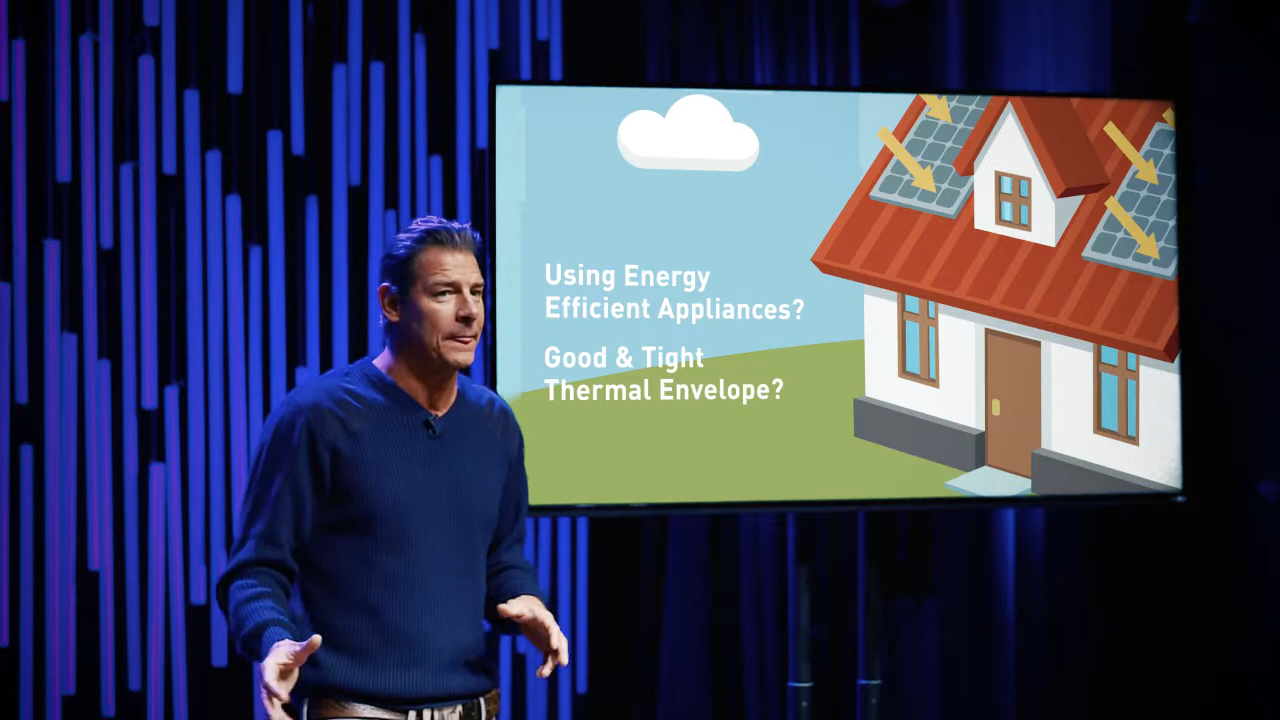 Using Energy
Efficient Appliances?
Good & Tight
Thermal Envelope?